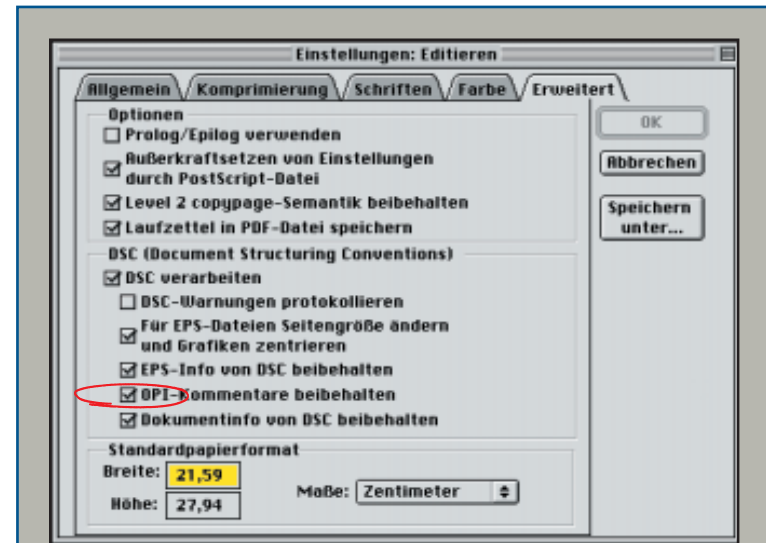 Einstellungen: Editieren
Allgemein Komprimierung Schriften Farbe Erweitert
Optionen
Prolog/Epilog verwenden
Außerkraftsetzen von Einstellungen
durch PostScript-Datei
Level 2 copypage-Semantik beibehalten
Laufzettel in PDF-Datei speichern
DSC (Document Structuring Conventions)
DSC verarbeiten
DSC-Warnungen protokollieren
Für EPS-Dateien Seitengröße ändern
und Grafiken zentrieren
EPS-Info von DSC beibehalten
OPI-Kommentare beibehalten
Dokumentinfo von DSC beibehalten
Standardpapierformat
Breite: 21,59
Höhe: 27,94
Maße: Zentimeter
OK
Abbrechen
Speichern
unter...